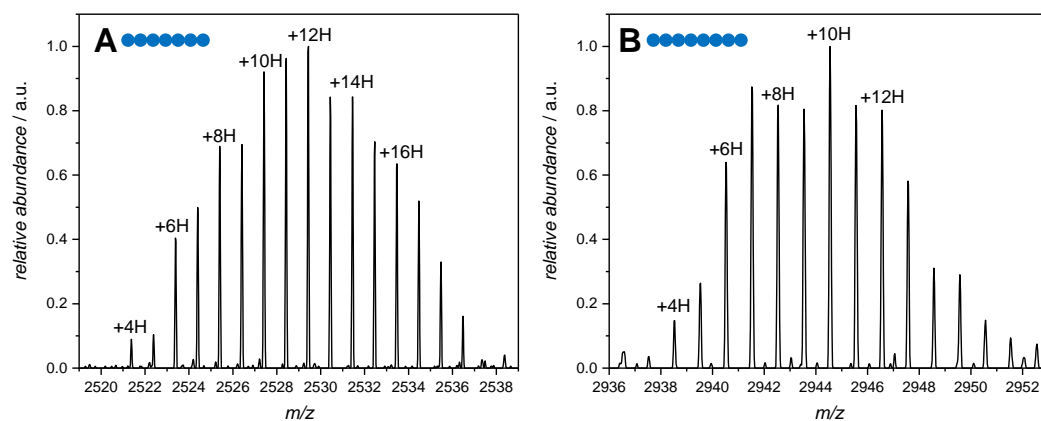 A
+4H
+6H
+8H
+10H
+12H
+14H
+16H
1.0
0.8
0.6
0.4
0.2
0.0
relative abundance / a.u.
2520 2522 2524 2526 2528 2530 2532 2534 2536 2538
m/z
B
+4H
+6H
+8H
+10H
+12H
1.0
0.8
0.6
0.4
0.2
0.0
relative abundance / a.u.
2936 2938 2940 2942 2944 2946 2948 2950 2952
m/z